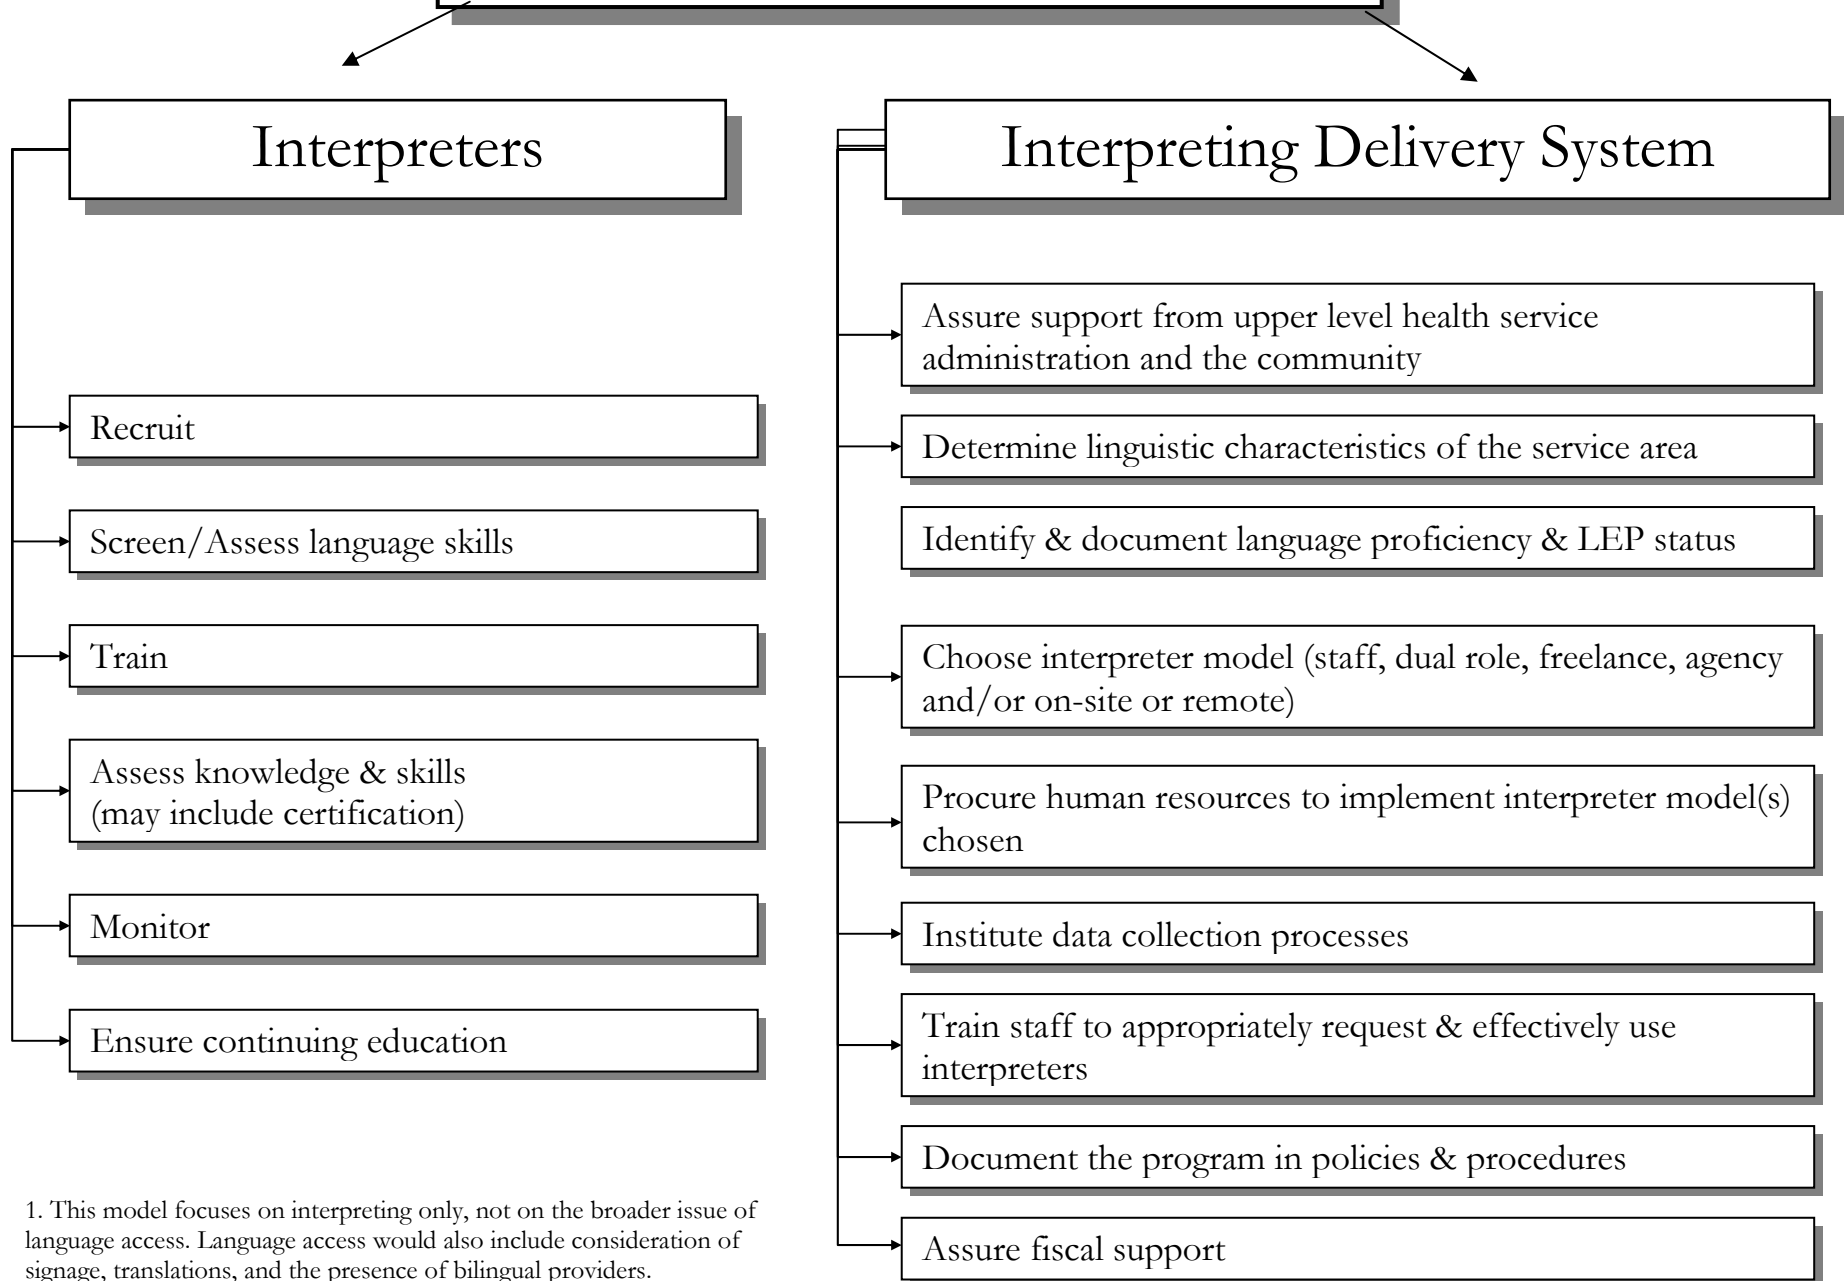 Interpreters
Recruit
Screen/Assess language skills
Train
Assess knowledge & skills
(may include certification)
Monitor
Ensure continuing education
1. This model focuses on interpreting only, not on the broader issue of
language access. Language access would also include consideration of
signage, translations, and the presence of bilingual providers.
Interpreting Delivery System
Assure support from upper level health service
administration and the community
Determine linguistic characteristics of the service area
Identify & document language proficiency & LEP status
Choose interpreter model (staff, dual role, freelance, agency
and/or on-site or remote)
Procure human resources to implement interpreter model(s)
chosen
Institute data collection processes
Train staff to appropriately request & effectively use
interpreters
Document the program in policies & procedures
Assure fiscal support